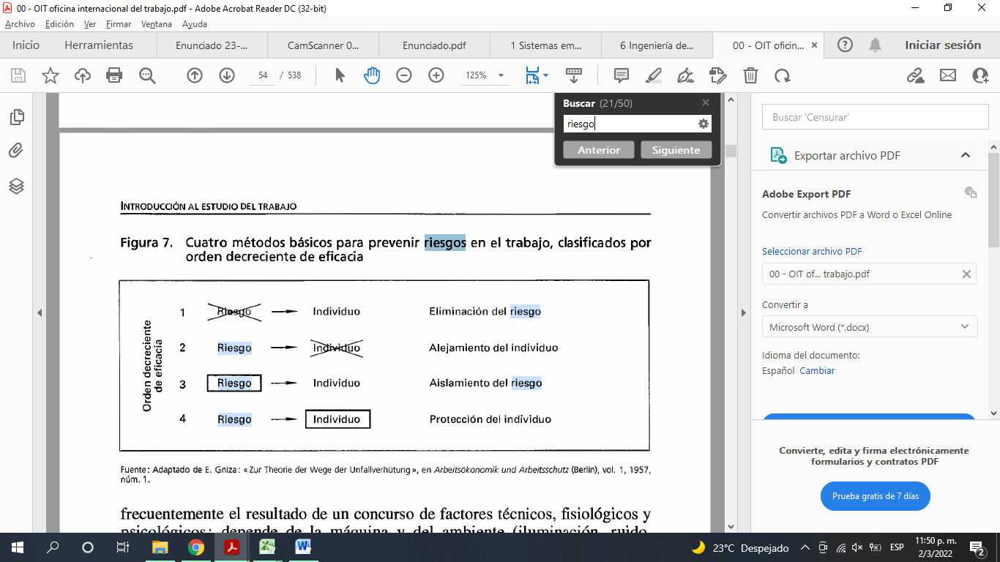 00 - OIT oficina internacional del trabajo.pdf - Adobe Acrobat Reader DC (32-bit)
Archivo Edición Ver Firmar Ventana Ayuda
Inicio Herramientas Enunciado 23-... CamScanner 0... Enunciado.pdf 1 Sistemas em... 6 Ingeniería de... 00 - OIT oficin... × Iniciar sesión
54 / 538 125%
Buscar (21/50)
riesgo
Anterior Siguiente
INTRODUCCIÓN AL ESTUDIO DEL TRABAJO
Figura 7. Cuatro métodos básicos para prevenir riesgos en el trabajo, clasificados por
orden decreciente de eficacia
Orden decreciente
de eficacia
1 Riesgo Individuo Eliminación del riesgo
2 Riesgo Individuo Alejamiento del individuo
3 Riesgo Individuo Aislamiento del riesgo
4 Riesgo Individuo Protección del individuo
Fuente: Adaptado de E. Gniza: «Zur Theorie der Wege der Unfallverhütung», en Arbeitsökonomik und Arbeitsschutz (Berlín), vol. 1, 1957,
núm. 1.
frecuentemente el resultado de un concurso de factores técnicos, fisiológicos y
psicológicos: depende de la máquina y del ambiente (iluminación, ruido,
Buscar 'Censurar'
Exportar archivo PDF
Adobe Export PDF
Convertir archivos PDF a Word o Excel Online
Seleccionar archivo PDF
00 - OIT of... trabajo.pdf
Convertir a
Microsoft Word (*.docx)
Idioma del documento:
Español Cambiar
Convierte, edita y firma electrónicamente
formularios y contratos PDF
Prueba gratis de 7 días
23°C Despejado ESP 11:50 p. m.
2/3/2022
2